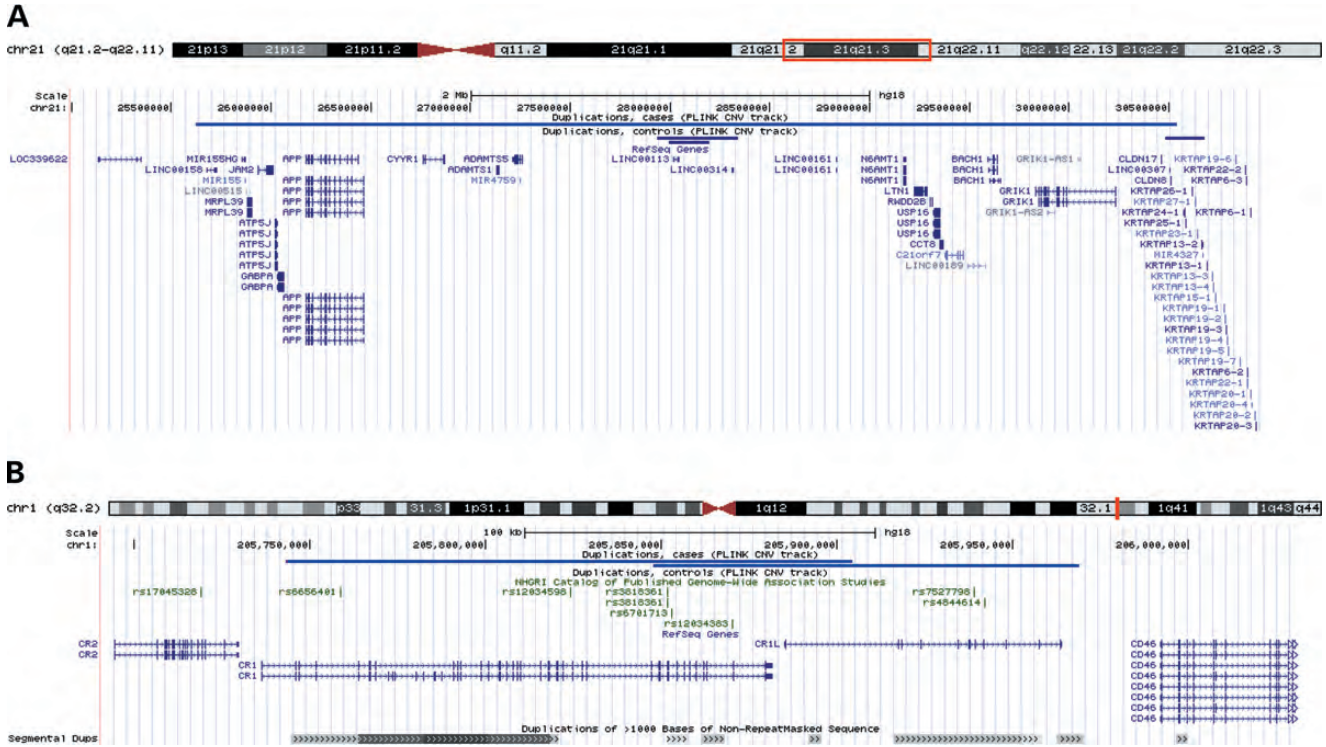 A
chr21 (q21.2-q22.11) 21p13 21p12 21p11.2 q11.2 21q21.1 21q21 2 21q21.3 21q22.11 q22.12 22.13 21q22.2 21q22.3
Scale 2 Mb hg18
chr21: 25500000 26000000 26500000 27000000 27500000 28000000 28500000 29000000 29500000 30000000 30500000
Duplications, cases (PLINK CNV track)
Duplications, controls (PLINK CNV track)
RefSeq Genes
LOC339622 MIR155HG APP CYYR1 ADAMTS5 LINC00113 LINC00161 N6AMT1 BACH1 GRIK1-AS1 CLDN17 KRTAP19-6
LINC00158 JAM2 APP ADAMTS1 LINC00314 LINC00161 N6AMT1 BACH1 LINC00307 KRTAP22-2
MIR155 APP MIR4759 N6AMT1 BACH1 CLDN8 KRTAP6-3
LINC00515 APP LTN1 GRIK1 KRTAP26-1
MRPL39 APP RWDD2B GRIK1 KRTAP27-1
MRPL39 APP USP16 GRIK1-AS2 KRTAP24-1 KRTAP6-1
ATP5J USP16 KRTAP25-1
ATP5J USP16 KRTAP23-1
ATP5J CCT8 KRTAP13-2
ATP5J C21orf7 MIR4327
ATP5J LINC00189 KRTAP13-1
GABPA KRTAP13-3
GABPA KRTAP13-4
APP KRTAP15-1
APP KRTAP19-1
APP KRTAP19-2
APP KRTAP19-3
APP KRTAP19-4
KRTAP19-5
KRTAP19-7
KRTAP6-2
KRTAP22-1
KRTAP20-1
KRTAP20-4
KRTAP20-2
KRTAP20-3
B
chr1 (q32.2) p33 31.3 1p31.1 1q12 32.1 1q41 1q43 q44
Scale 100 kb hg18
chr1: 205,750,000 205,800,000 205,850,000 205,900,000 205,950,000 206,000,000
Duplications, cases (PLINK CNV track)
Duplications, controls (PLINK CNV track)
NHGRI Catalog of Published Genome-Wide Association Studies
rs17045328 rs6656401 rs12034598 rs3818361 rs7527798
rs3818361 rs4844614
rs6701713
rs12034383
RefSeq Genes
CR2 CR1L CD46
CR2 CD46
CR1 CD46
CR1 CD46
CD46
CD46
CD46
CD46
Duplications of >1000 Bases of Non-RepeatMasked Sequence
Segmental Dups